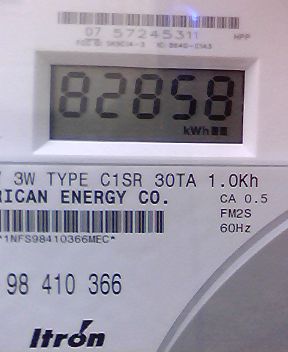 07 57245311 HPP
82858
kWh
3W TYPE C1SR 30TA 1.0Kh
RICAN ENERGY CO. CA 0.5
FM2S
60Hz
*1NFS98410366MEC*
98 410 366
Itron